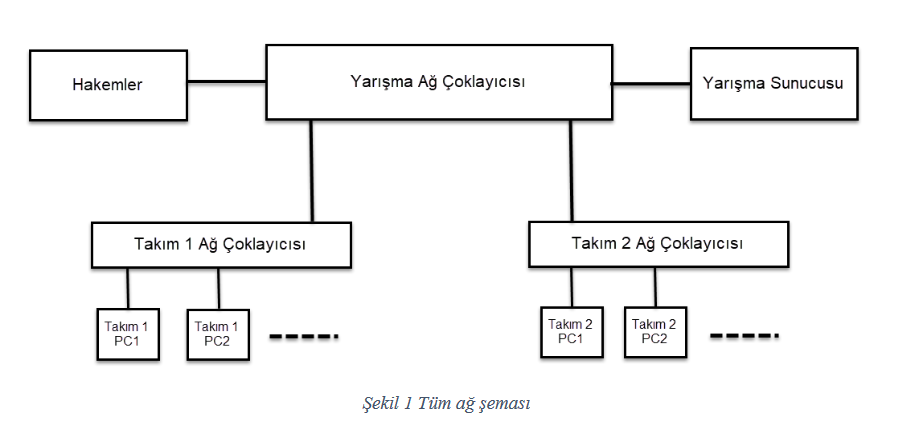 Hakemler
Yarışma Ağ Çoklayıcısı
Yarışma Sunucusu
Takım 1 Ağ Çoklayıcısı
Takım 2 Ağ Çoklayıcısı
Takım 1
PC1
Takım 1
PC2
Takım 2
PC1
Takım 2
PC2
Şekil 1 Tüm ağ şeması